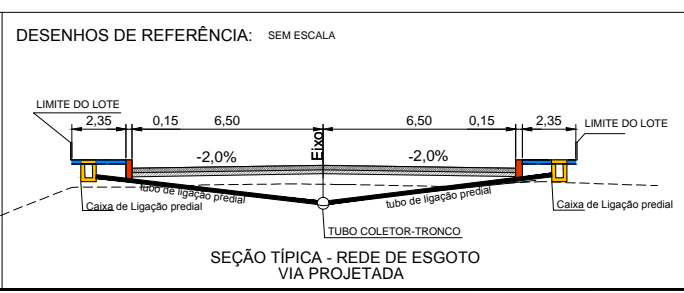 DESENHOS DE REFERÊNCIA: SEM ESCALA
LIMITE DO LOTE
2,35 0,15 6,50 6,50 0,15 2,35
LIMITE DO LOTE
-2,0% Eixo -2,0%
tubo de ligação predial tubo de ligação predial
Caixa de Ligação predial Caixa de Ligação predial
TUBO COLETOR-TRONCO
SEÇÃO TÍPICA - REDE DE ESGOTO
VIA PROJETADA